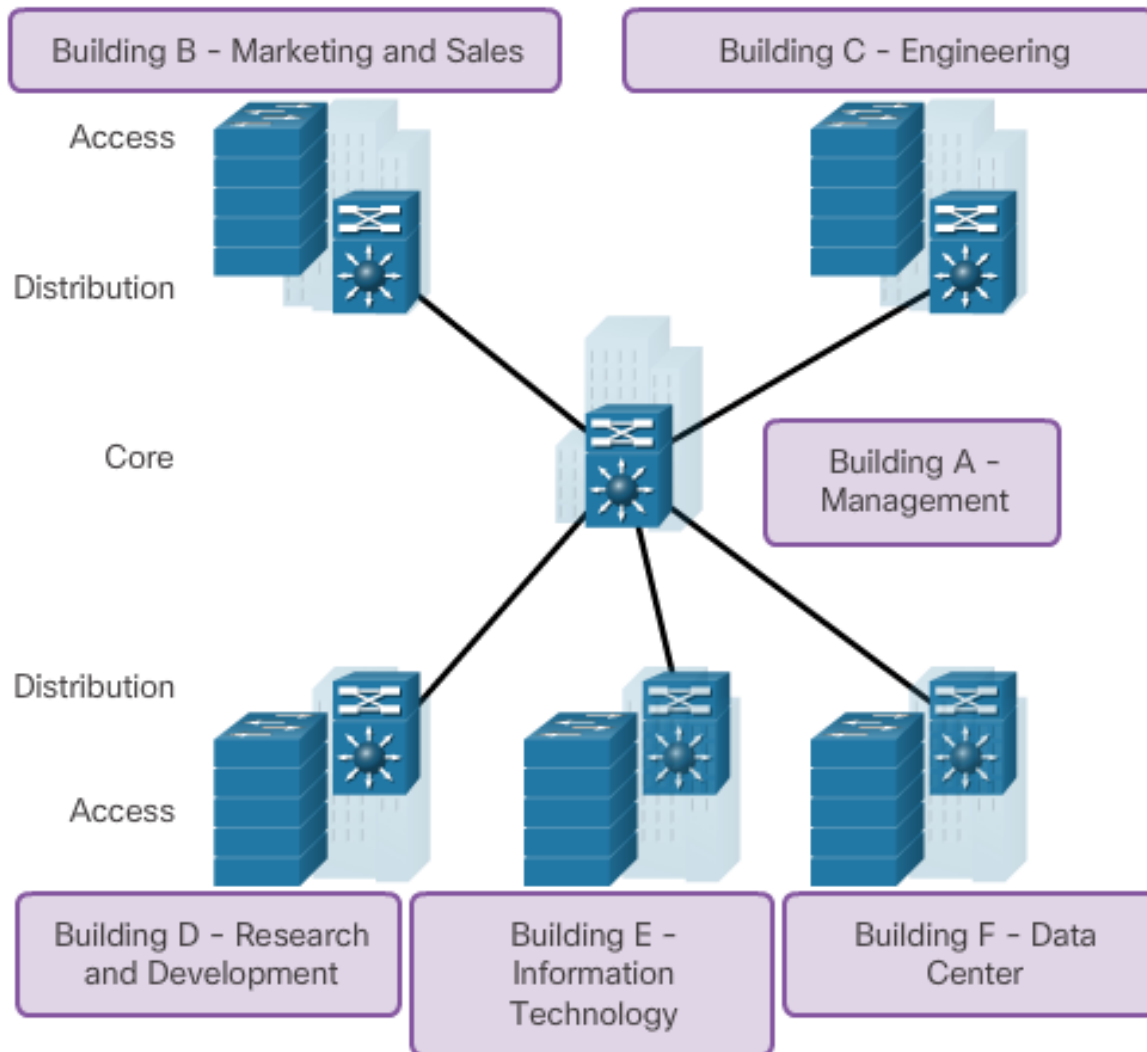 Building B - Marketing and Sales
Building C - Engineering
Access
Distribution
Core
Building A -
Management
Distribution
Access
Building D - Research
and Development
Building E -
Information
Technology
Building F - Data
Center